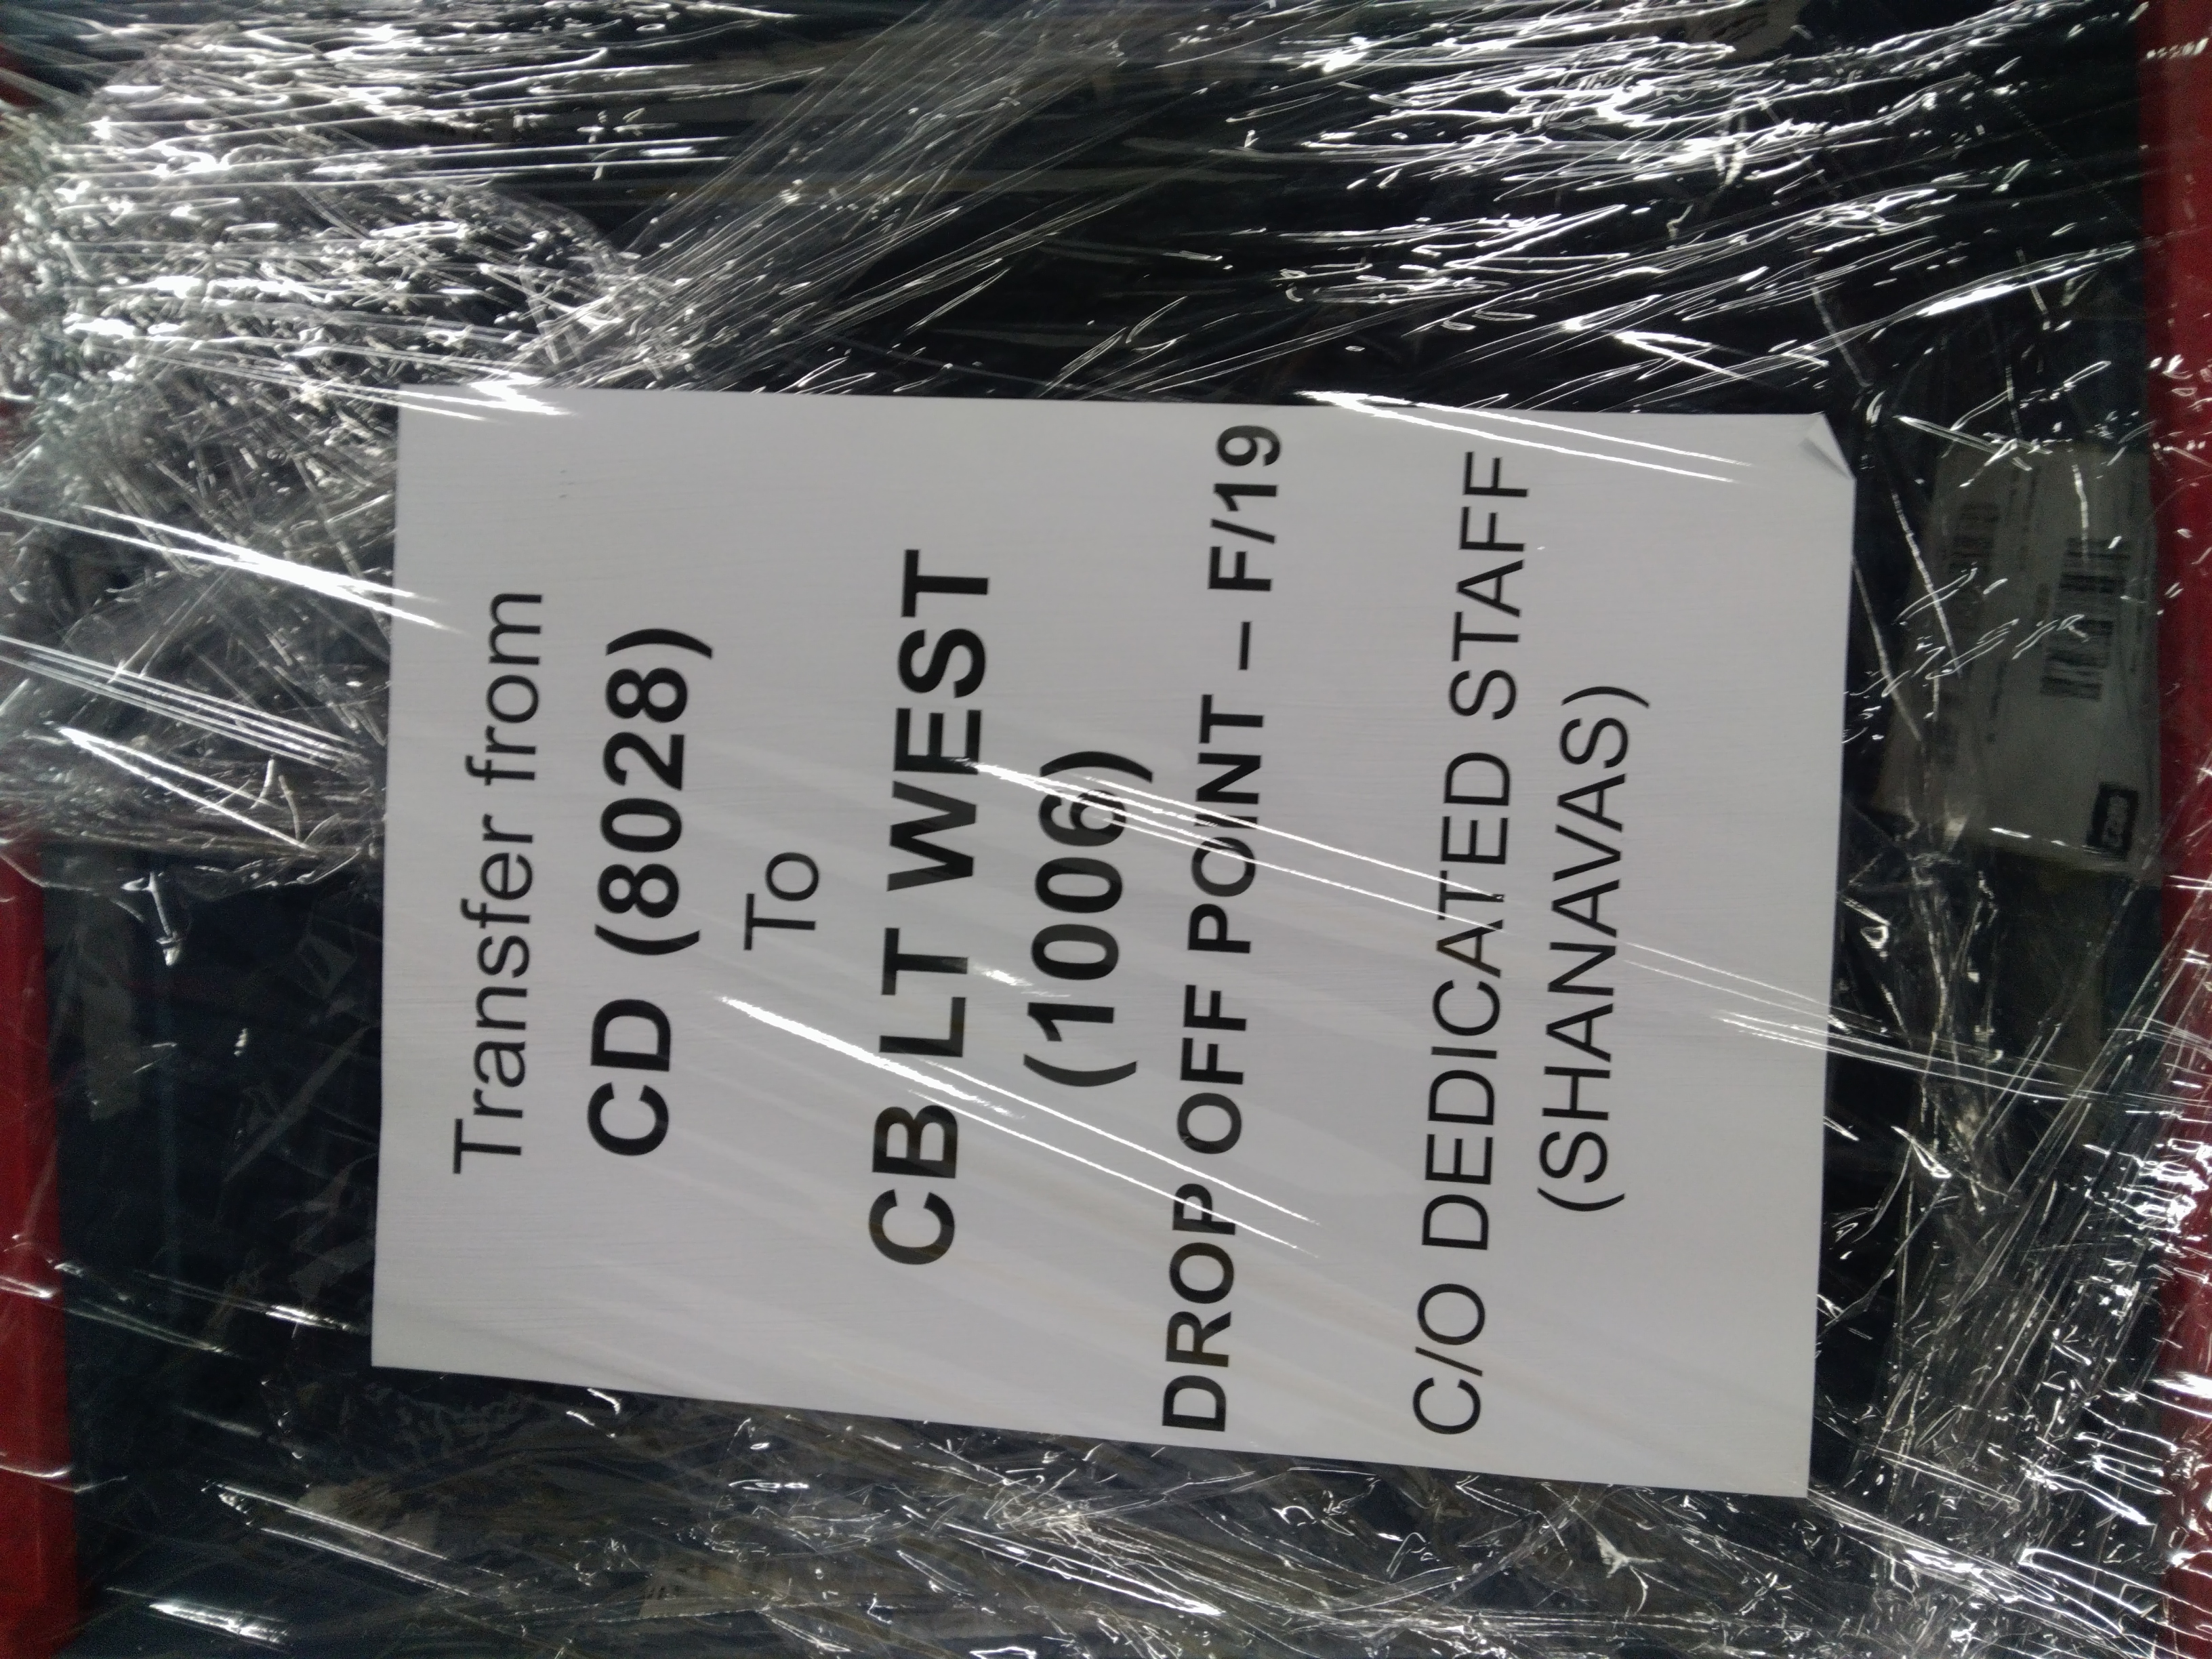 Transfer from
CD (8028)
To
CB LT WEST
(1006)
DROP OFF POINT – F/19
C/O DEDICATED STAFF
(SHANAVAS)